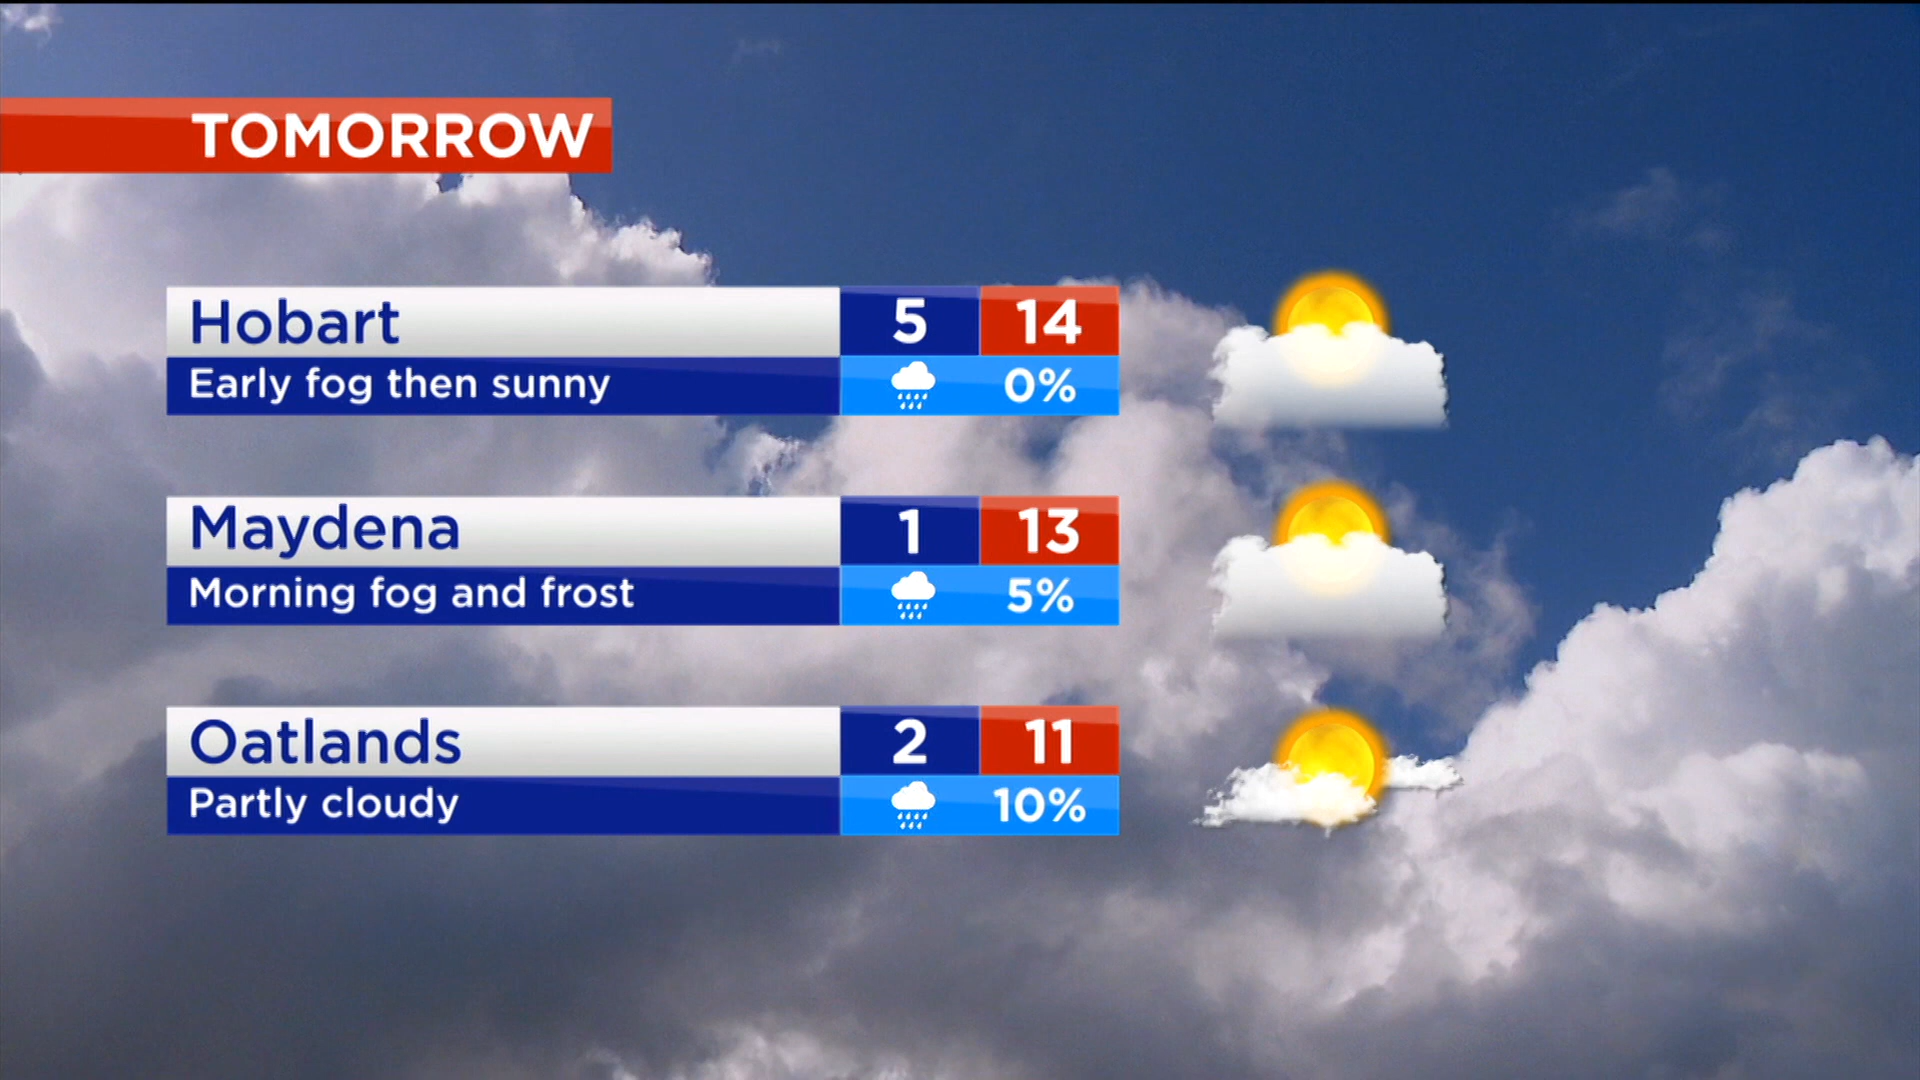 TOMORROW
Hobart 5 14
Early fog then sunny 0%
Maydena 1 13
Morning fog and frost 5%
Oatlands 2 11
Partly cloudy 10%